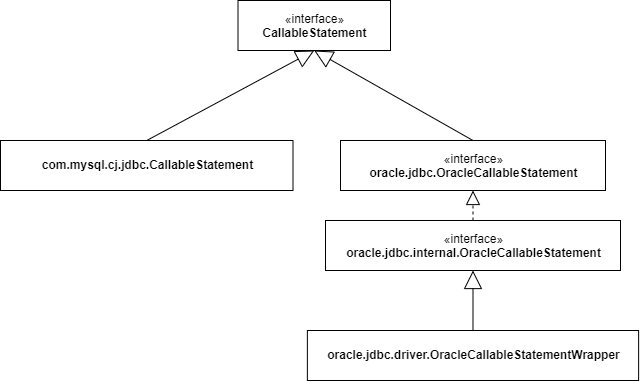 «interface»
CallableStatement
com.mysql.cj.jdbc.CallableStatement
«interface»
oracle.jdbc.OracleCallableStatement
«interface»
oracle.jdbc.internal.OracleCallableStatement
oracle.jdbc.driver.OracleCallableStatementWrapper